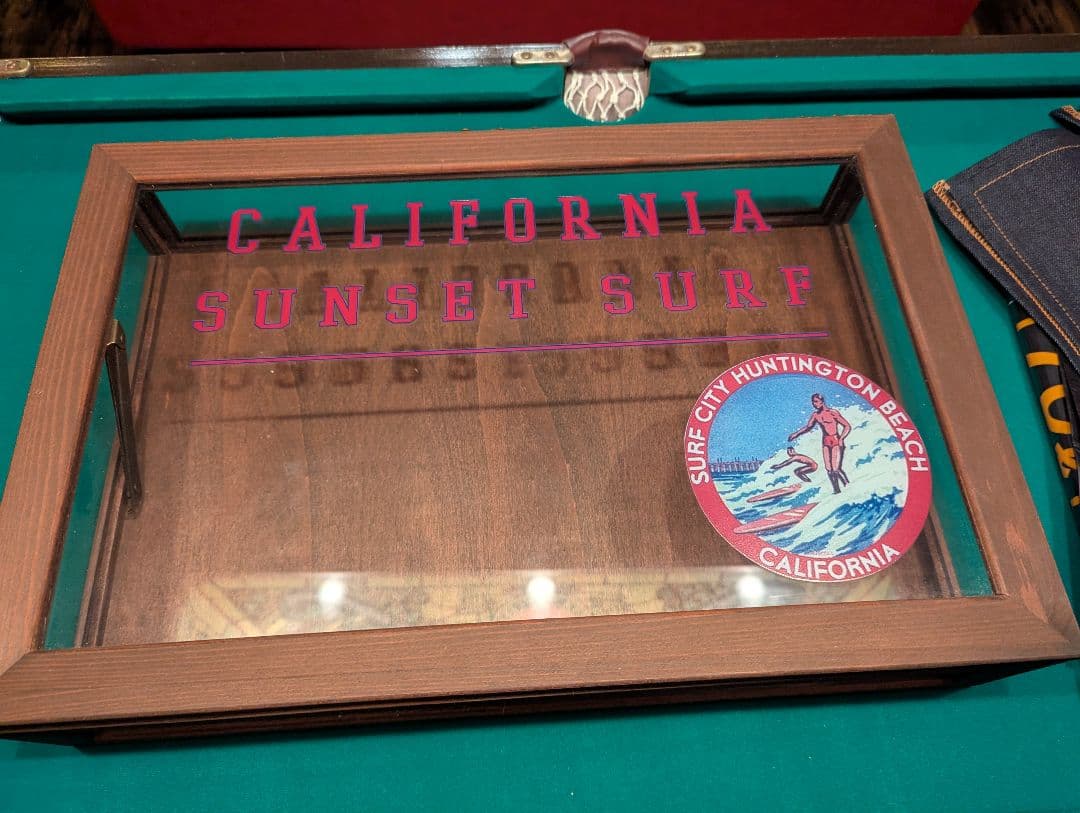 CALIFORNIA
SUNSET SURF
SURF CITY HUNTINGTON BEACH
CALIFORNIA